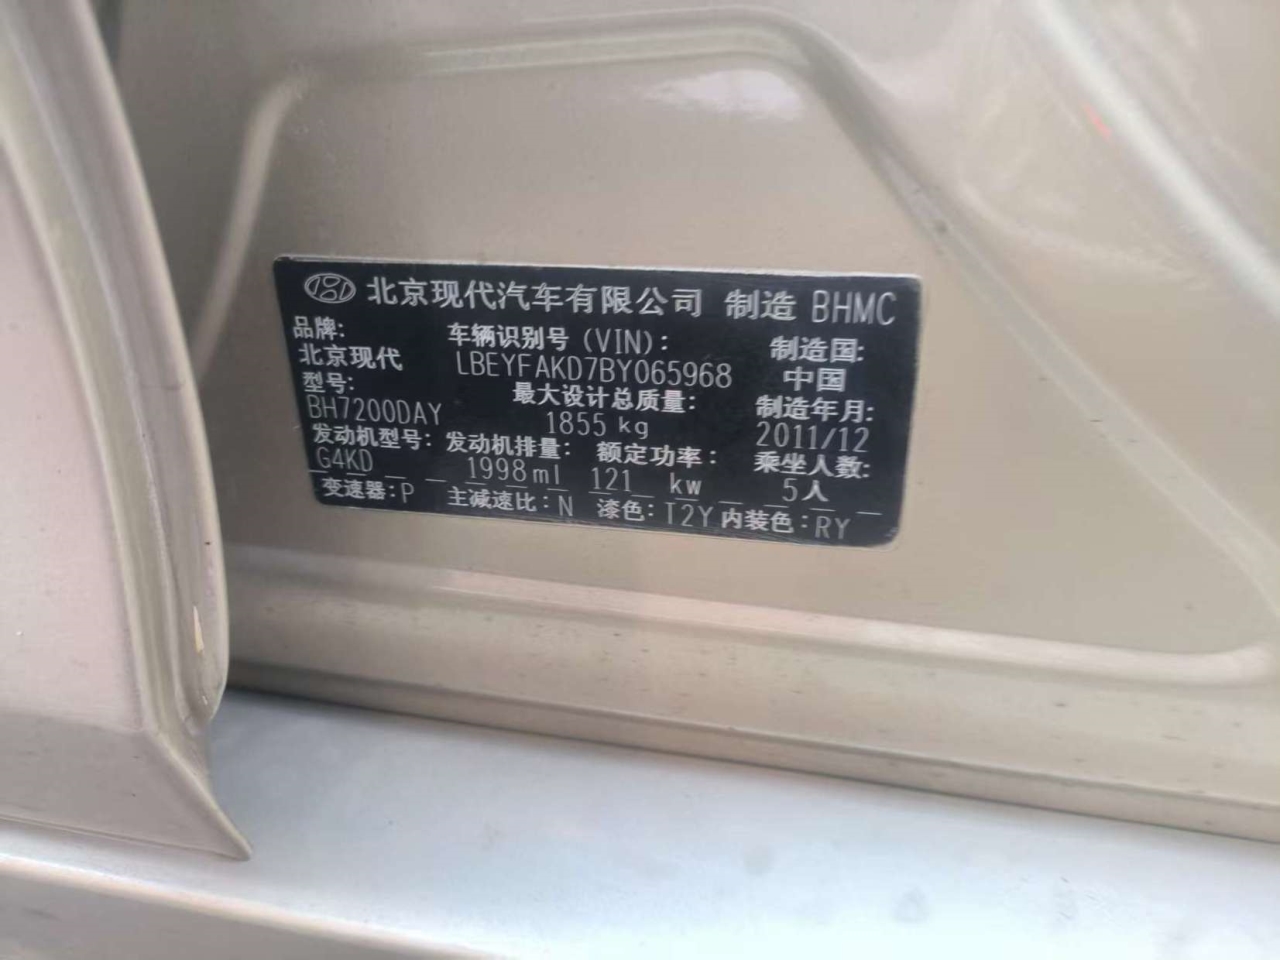 北京现代汽车有限公司 制造 BHMC
品牌: 车辆识别号(VIN): 制造国:
北京现代 LBEYFAKD7BY065968 中国
型号: 最大设计总质量: 制造年月:
BH7200DAY 1855 kg 2011/12
发动机型号: 发动机排量: 额定功率: 乘坐人数:
G4KD 1998ml 121 kw 5人
变速器:P 主减速比:N 漆色:T2Y 内装色:RY